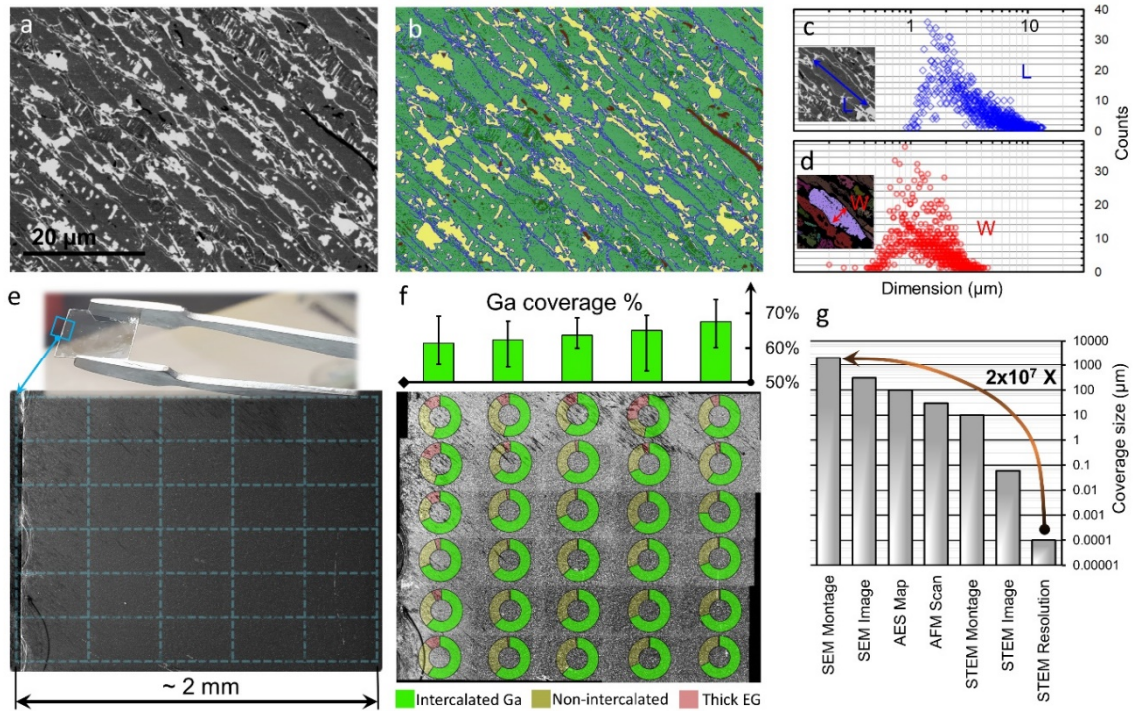 a
20 µm
b
c
1 10
L
L
40
30
20
10
0
Counts
d
W
W
30
20
10
0
Dimension (µm)
e
~ 2 mm
f
Ga coverage %
70%
60%
50%
Intercalated Ga Non-intercalated Thick EG
g
2x10⁷ X
10000
1000
100
10
1
0.1
0.01
0.001
0.0001
0.00001
Coverage size (µm)
SEM Montage
SEM Image
AES Map
AFM Scan
STEM Montage
STEM Image
STEM Resolution